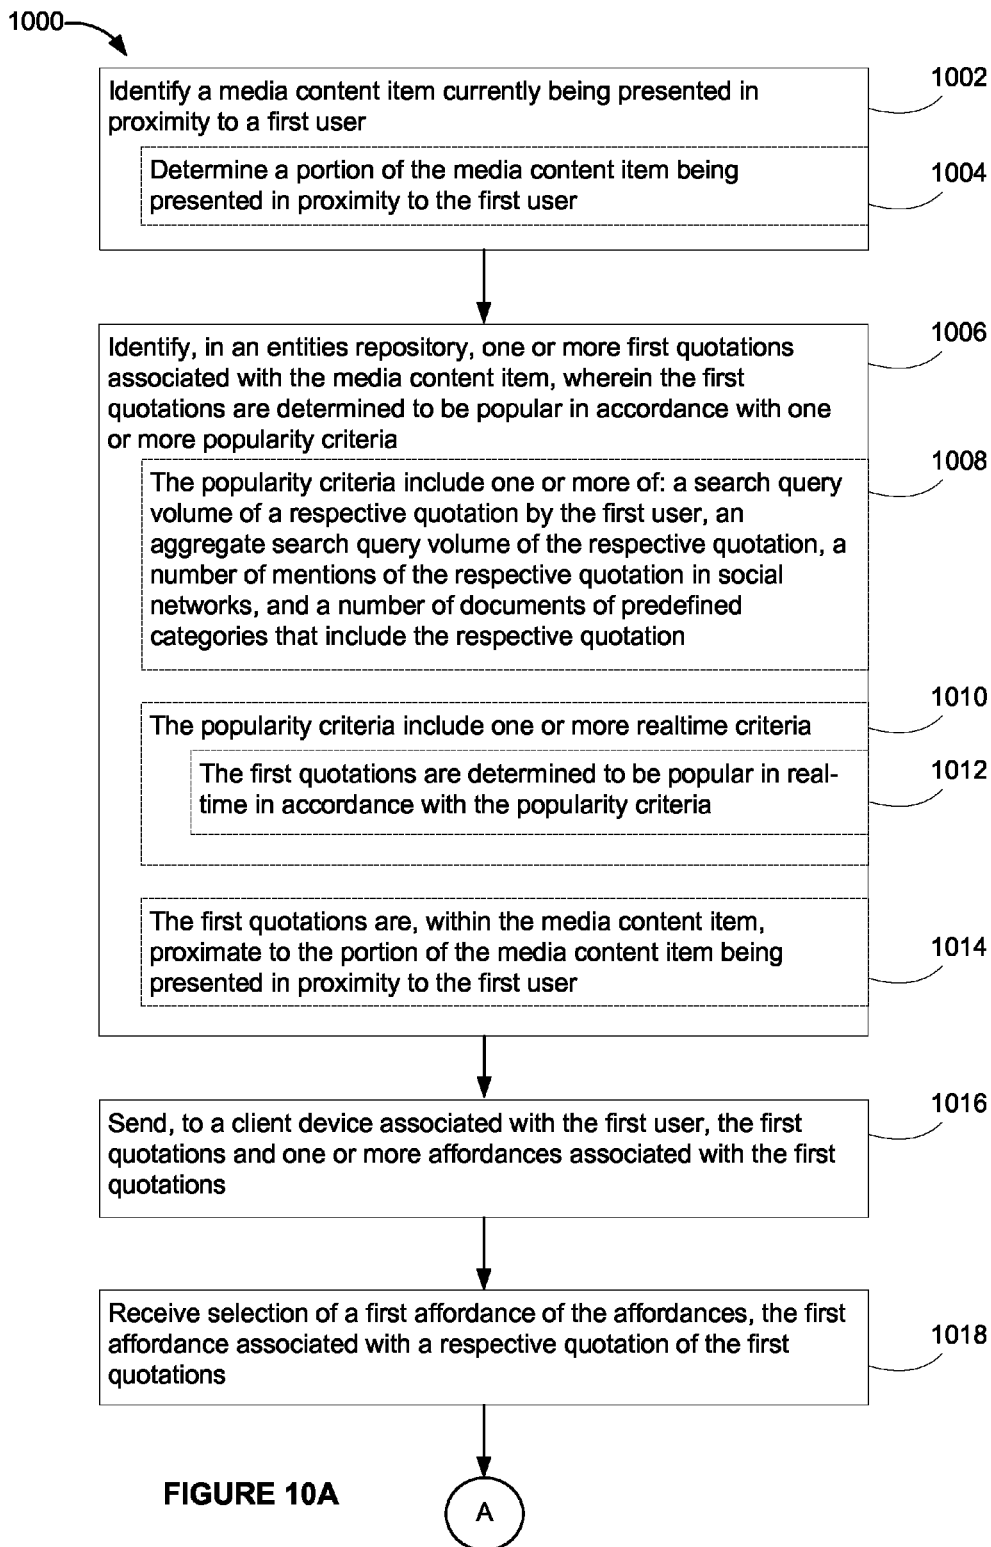 1000
Identify a media content item currently being presented in
proximity to a first user
1002
Determine a portion of the media content item being
presented in proximity to the first user
1004
Identify, in an entities repository, one or more first quotations
associated with the media content item, wherein the first
quotations are determined to be popular in accordance with one
or more popularity criteria
1006
The popularity criteria include one or more of: a search query
volume of a respective quotation by the first user, an
aggregate search query volume of the respective quotation, a
number of mentions of the respective quotation in social
networks, and a number of documents of predefined
categories that include the respective quotation
1008
The popularity criteria include one or more realtime criteria
1010
The first quotations are determined to be popular in real-
time in accordance with the popularity criteria
1012
The first quotations are, within the media content item,
proximate to the portion of the media content item being
presented in proximity to the first user
1014
Send, to a client device associated with the first user, the first
quotations and one or more affordances associated with the first
quotations
1016
Receive selection of a first affordance of the affordances, the first
affordance associated with a respective quotation of the first
quotations
1018
FIGURE 10A
A